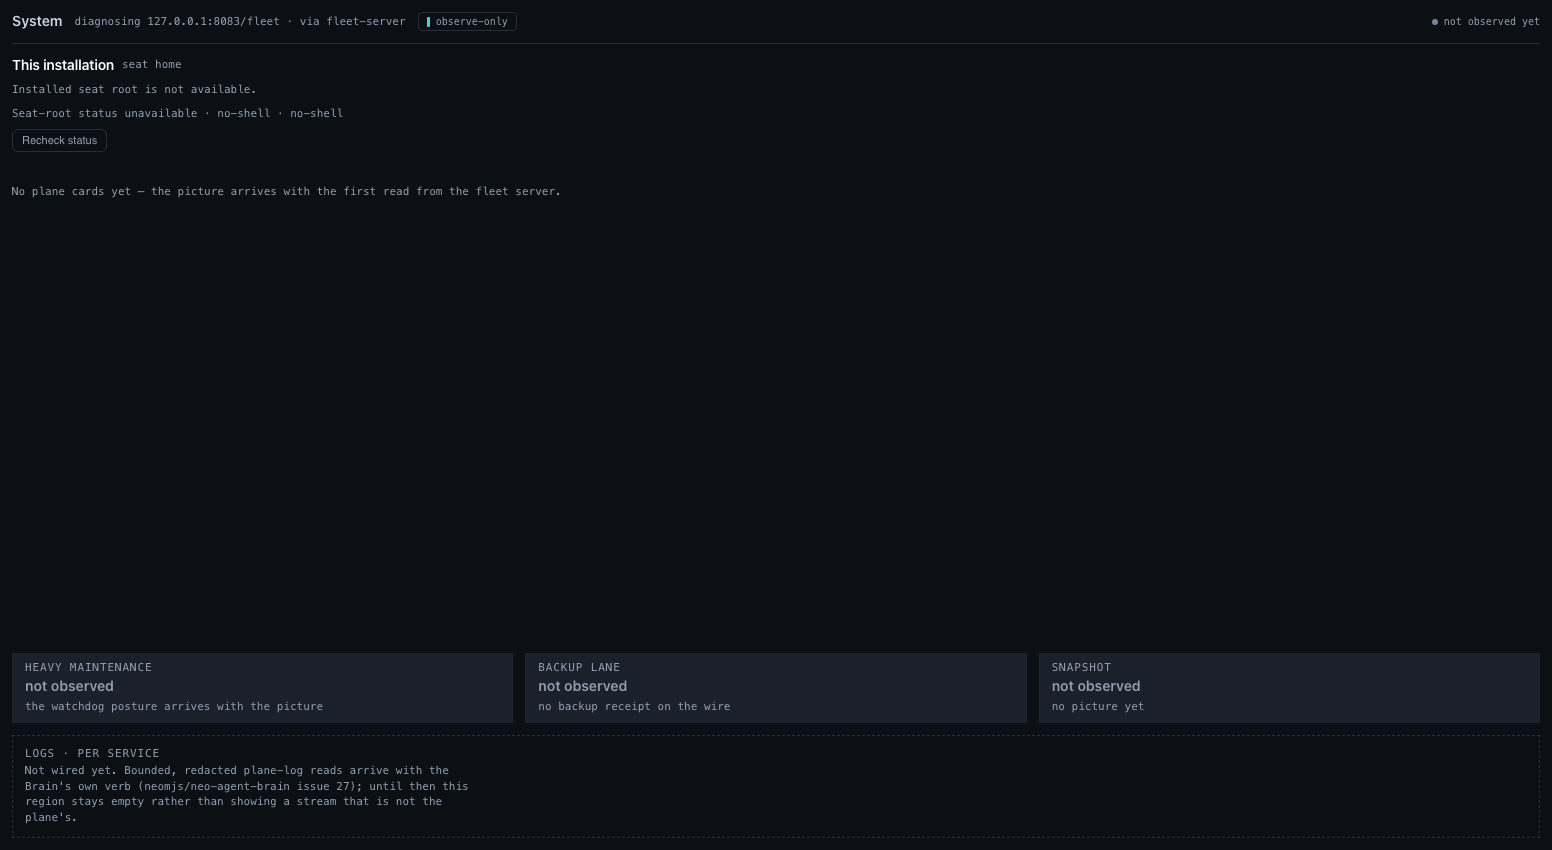 System diagnosing 127.0.0.1:8083/fleet · via fleet-server observe-only not observed yet
This installation seat home
Installed seat root is not available.
Seat-root status unavailable · no-shell · no-shell
Recheck status
No plane cards yet — the picture arrives with the first read from the fleet server.
HEAVY MAINTENANCE
not observed
the watchdog posture arrives with the picture
BACKUP LANE
not observed
no backup receipt on the wire
SNAPSHOT
not observed
no picture yet
LOGS · PER SERVICE
Not wired yet. Bounded, redacted plane-log reads arrive with the
Brain's own verb (neomjs/neo-agent-brain issue 27); until then this
region stays empty rather than showing a stream that is not the
plane's.